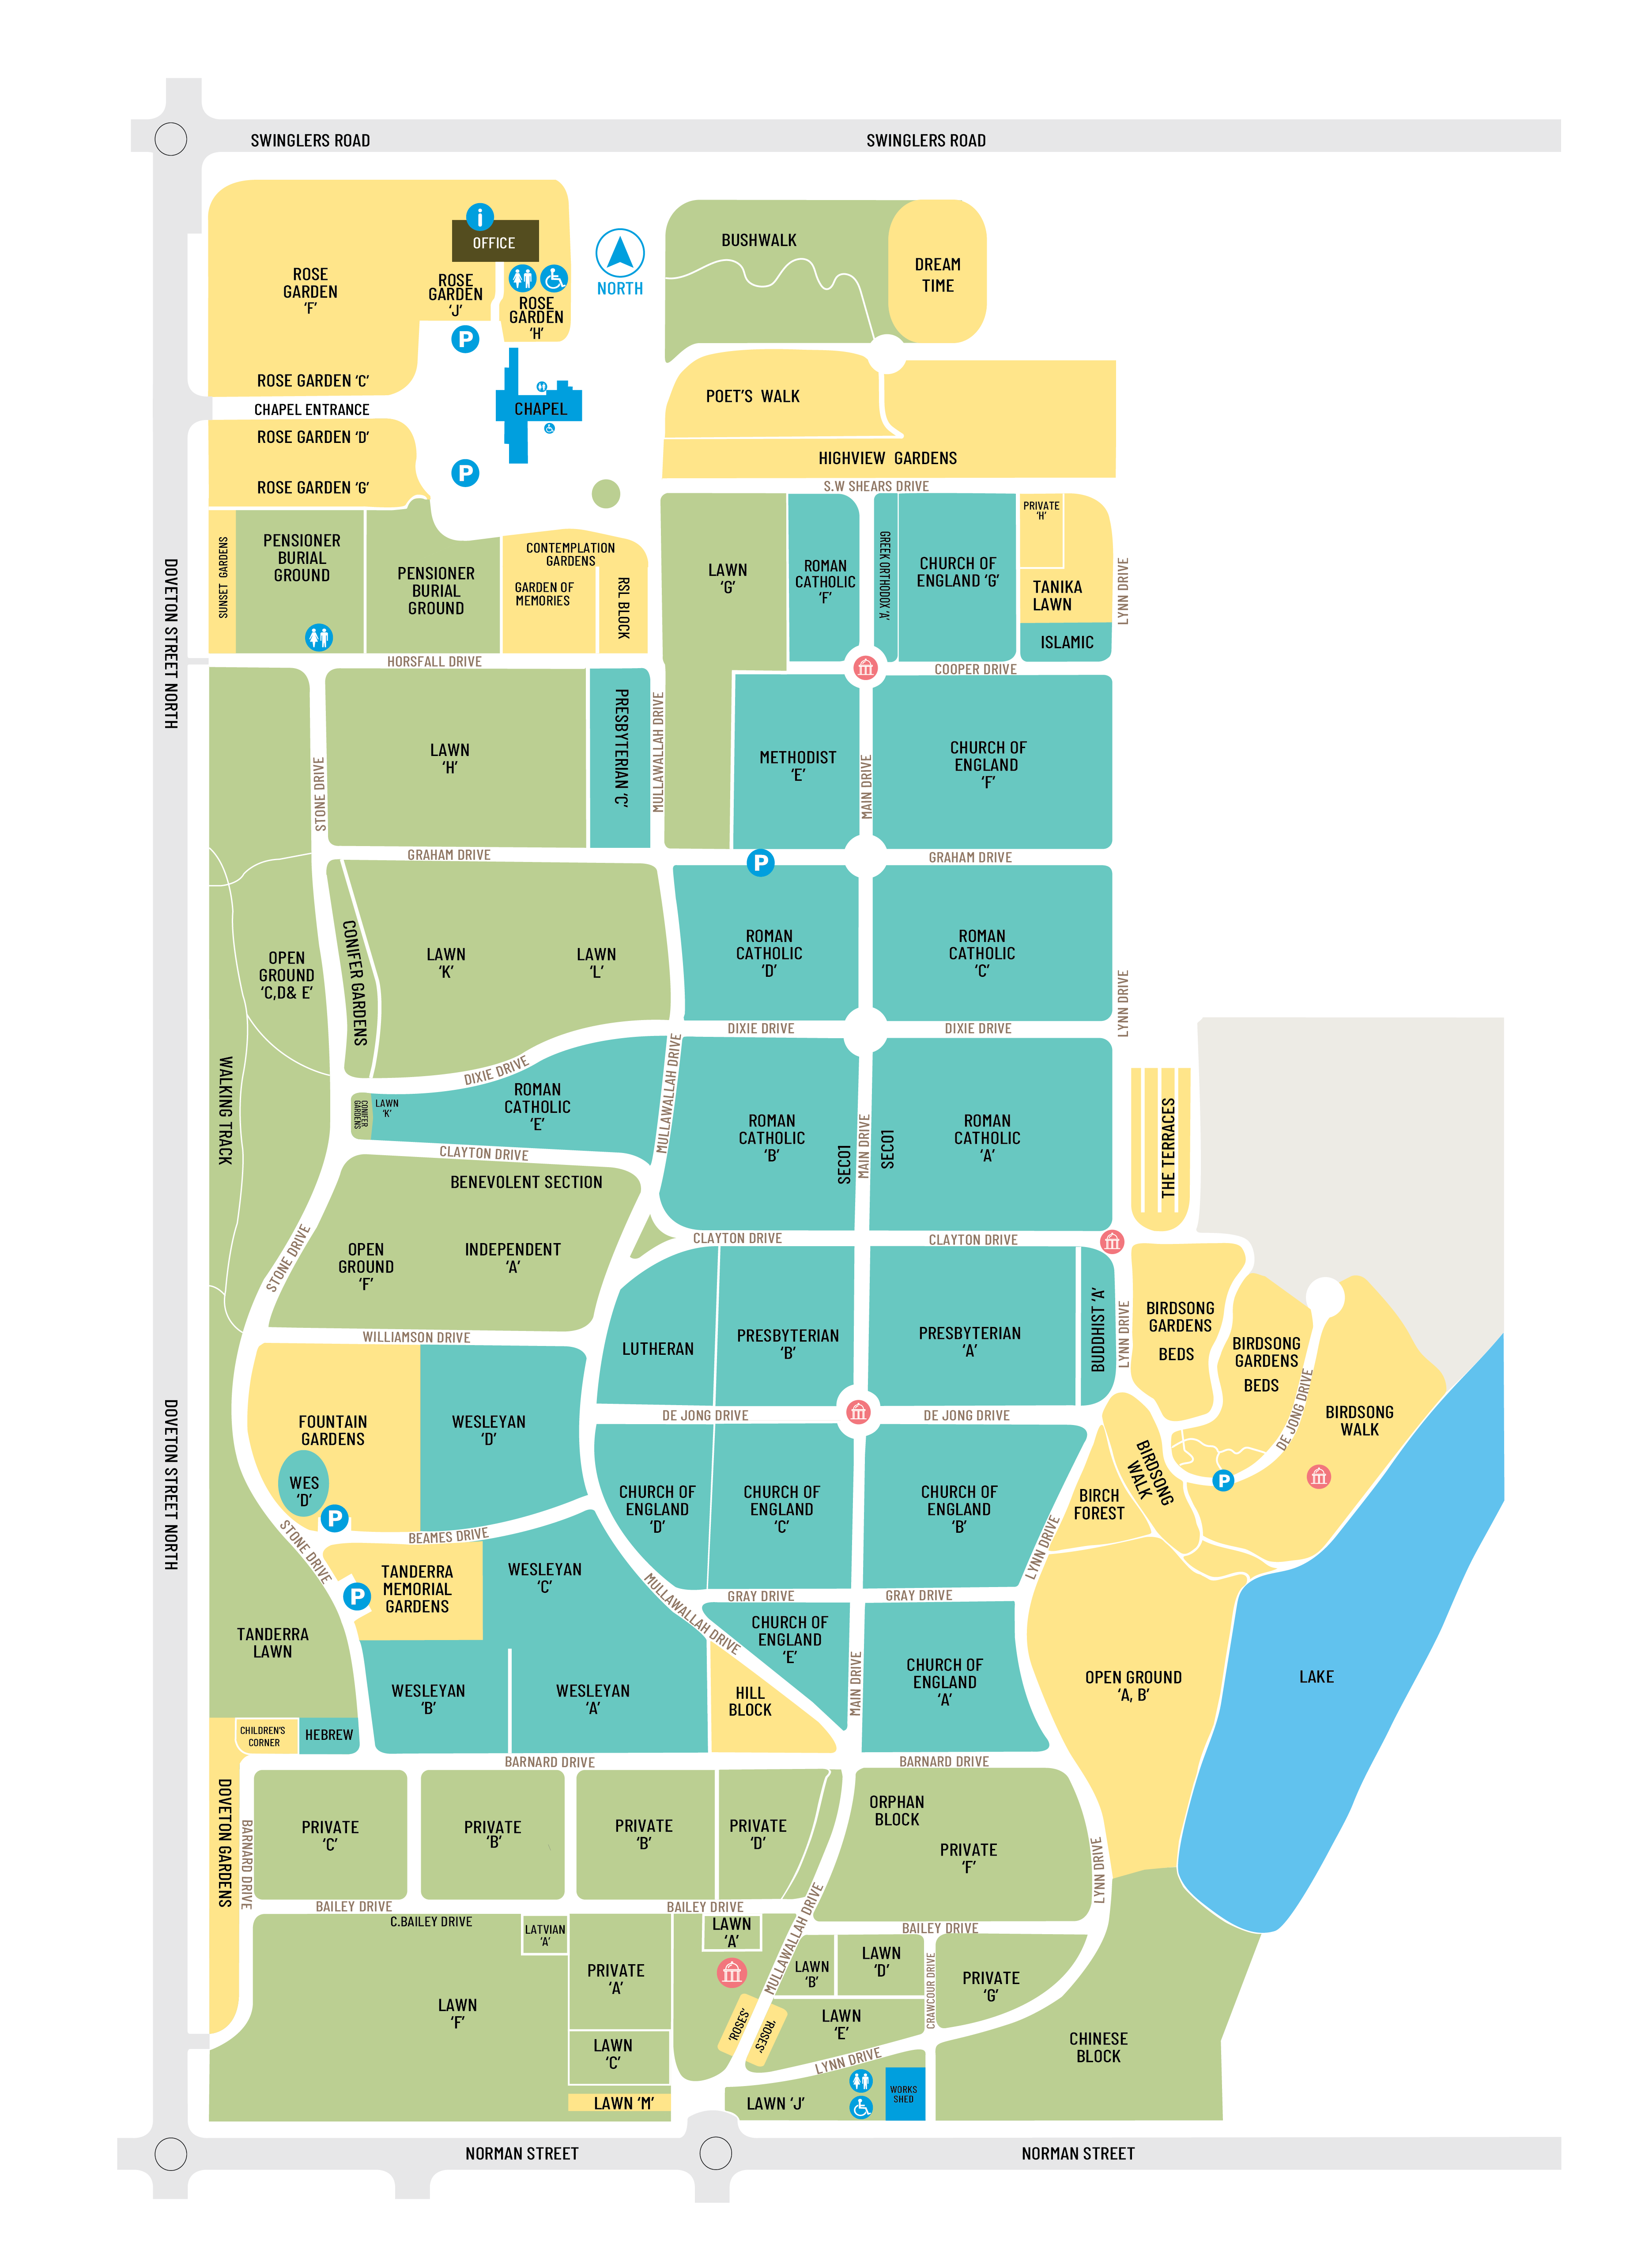 SWINGLERS ROAD
SWINGLERS ROAD
i
OFFICE
ROSE
GARDEN
‘F’
ROSE
GARDEN
‘J’
ROSE
GARDEN
‘H’
NORTH
BUSHWALK
DREAM
TIME
P
ROSE GARDEN ‘C’
CHAPEL ENTRANCE
CHAPEL
POET’S WALK
ROSE GARDEN ‘D’
HIGHVIEW GARDENS
P
ROSE GARDEN ‘G’
S.W SHEARS DRIVE
DOVETON STREET NORTH
SUNSET GARDENS
PENSIONER
BURIAL
GROUND
PENSIONER
BURIAL
GROUND
CONTEMPLATION
GARDENS
GARDEN OF
MEMORIES
RSL BLOCK
LAWN
‘G’
ROMAN
CATHOLIC
‘F’
GREEK ORTHODOX ‘A’
CHURCH OF
ENGLAND ‘G’
PRIVATE
‘H’
TANIKA
LAWN
LYNN DRIVE
ISLAMIC
HORSFALL DRIVE
COOPER DRIVE
STONE DRIVE
LAWN
‘H’
PRESBYTERIAN ‘C’
MULLAWALLAH DRIVE
METHODIST
‘E’
MAIN DRIVE
CHURCH OF
ENGLAND
‘F’
GRAHAM DRIVE
P
GRAHAM DRIVE
OPEN
GROUND
‘C,D& E’
CONIFER GARDENS
LAWN
‘K’
LAWN
‘L’
ROMAN
CATHOLIC
‘D’
ROMAN
CATHOLIC
‘C’
LYNN DRIVE
DIXIE DRIVE
DIXIE DRIVE
DIXIE DRIVE
WALKING TRACK
CONIFER
GARDENS
LAWN
‘K’
ROMAN
CATHOLIC
‘E’
MULLAWALLAH DRIVE
ROMAN
CATHOLIC
‘B’
SEC01
MAIN DRIVE
SEC01
ROMAN
CATHOLIC
‘A’
THE TERRACES
CLAYTON DRIVE
BENEVOLENT SECTION
STONE DRIVE
OPEN
GROUND
‘F’
INDEPENDENT
‘A’
CLAYTON DRIVE
CLAYTON DRIVE
WILLIAMSON DRIVE
LUTHERAN
PRESBYTERIAN
‘B’
PRESBYTERIAN
‘A’
BUDDHIST ‘A’
LYNN DRIVE
BIRDSONG
GARDENS
BEDS
BIRDSONG
GARDENS
BEDS
DE JONG DRIVE
BIRDSONG
WALK
DOVETON STREET NORTH
FOUNTAIN
GARDENS
WESLEYAN
‘D’
DE JONG DRIVE
DE JONG DRIVE
WES
‘D’
P
CHURCH OF
ENGLAND
‘D’
CHURCH OF
ENGLAND
‘C’
CHURCH OF
ENGLAND
‘B’
BIRCH
FOREST
BIRDSONG
WALK
P
STONE DRIVE
BEAMES DRIVE
LYNN DRIVE
P
TANDERRA
MEMORIAL
GARDENS
WESLEYAN
‘C’
MULLAWALLAH DRIVE
GRAY DRIVE
GRAY DRIVE
TANDERRA
LAWN
CHURCH OF
ENGLAND
‘E’
MAIN DRIVE
CHURCH OF
ENGLAND
‘A’
OPEN GROUND
‘A, B’
LAKE
WESLEYAN
‘B’
WESLEYAN
‘A’
HILL
BLOCK
CHILDREN’S
CORNER
HEBREW
BARNARD DRIVE
BARNARD DRIVE
DOVETON GARDENS
BARNARD DRIVE
PRIVATE
‘C’
PRIVATE
‘B’
PRIVATE
‘B’
PRIVATE
‘D’
ORPHAN
BLOCK
PRIVATE
‘F’
LYNN DRIVE
BAILEY DRIVE
C.BAILEY DRIVE
BAILEY DRIVE
BAILEY DRIVE
LATVIAN
‘A’
LAWN
‘A’
MULLAWALLAH DRIVE
LAWN
‘F’
PRIVATE
‘A’
LAWN
‘B’
LAWN
‘D’
CRAWCOUR DRIVE
PRIVATE
‘G’
‘ROSES’
‘ROSES’
LAWN
‘E’
LAWN
‘C’
LYNN DRIVE
CHINESE
BLOCK
LAWN ‘M’
LAWN ‘J’
WORKS
SHED
NORMAN STREET
NORMAN STREET